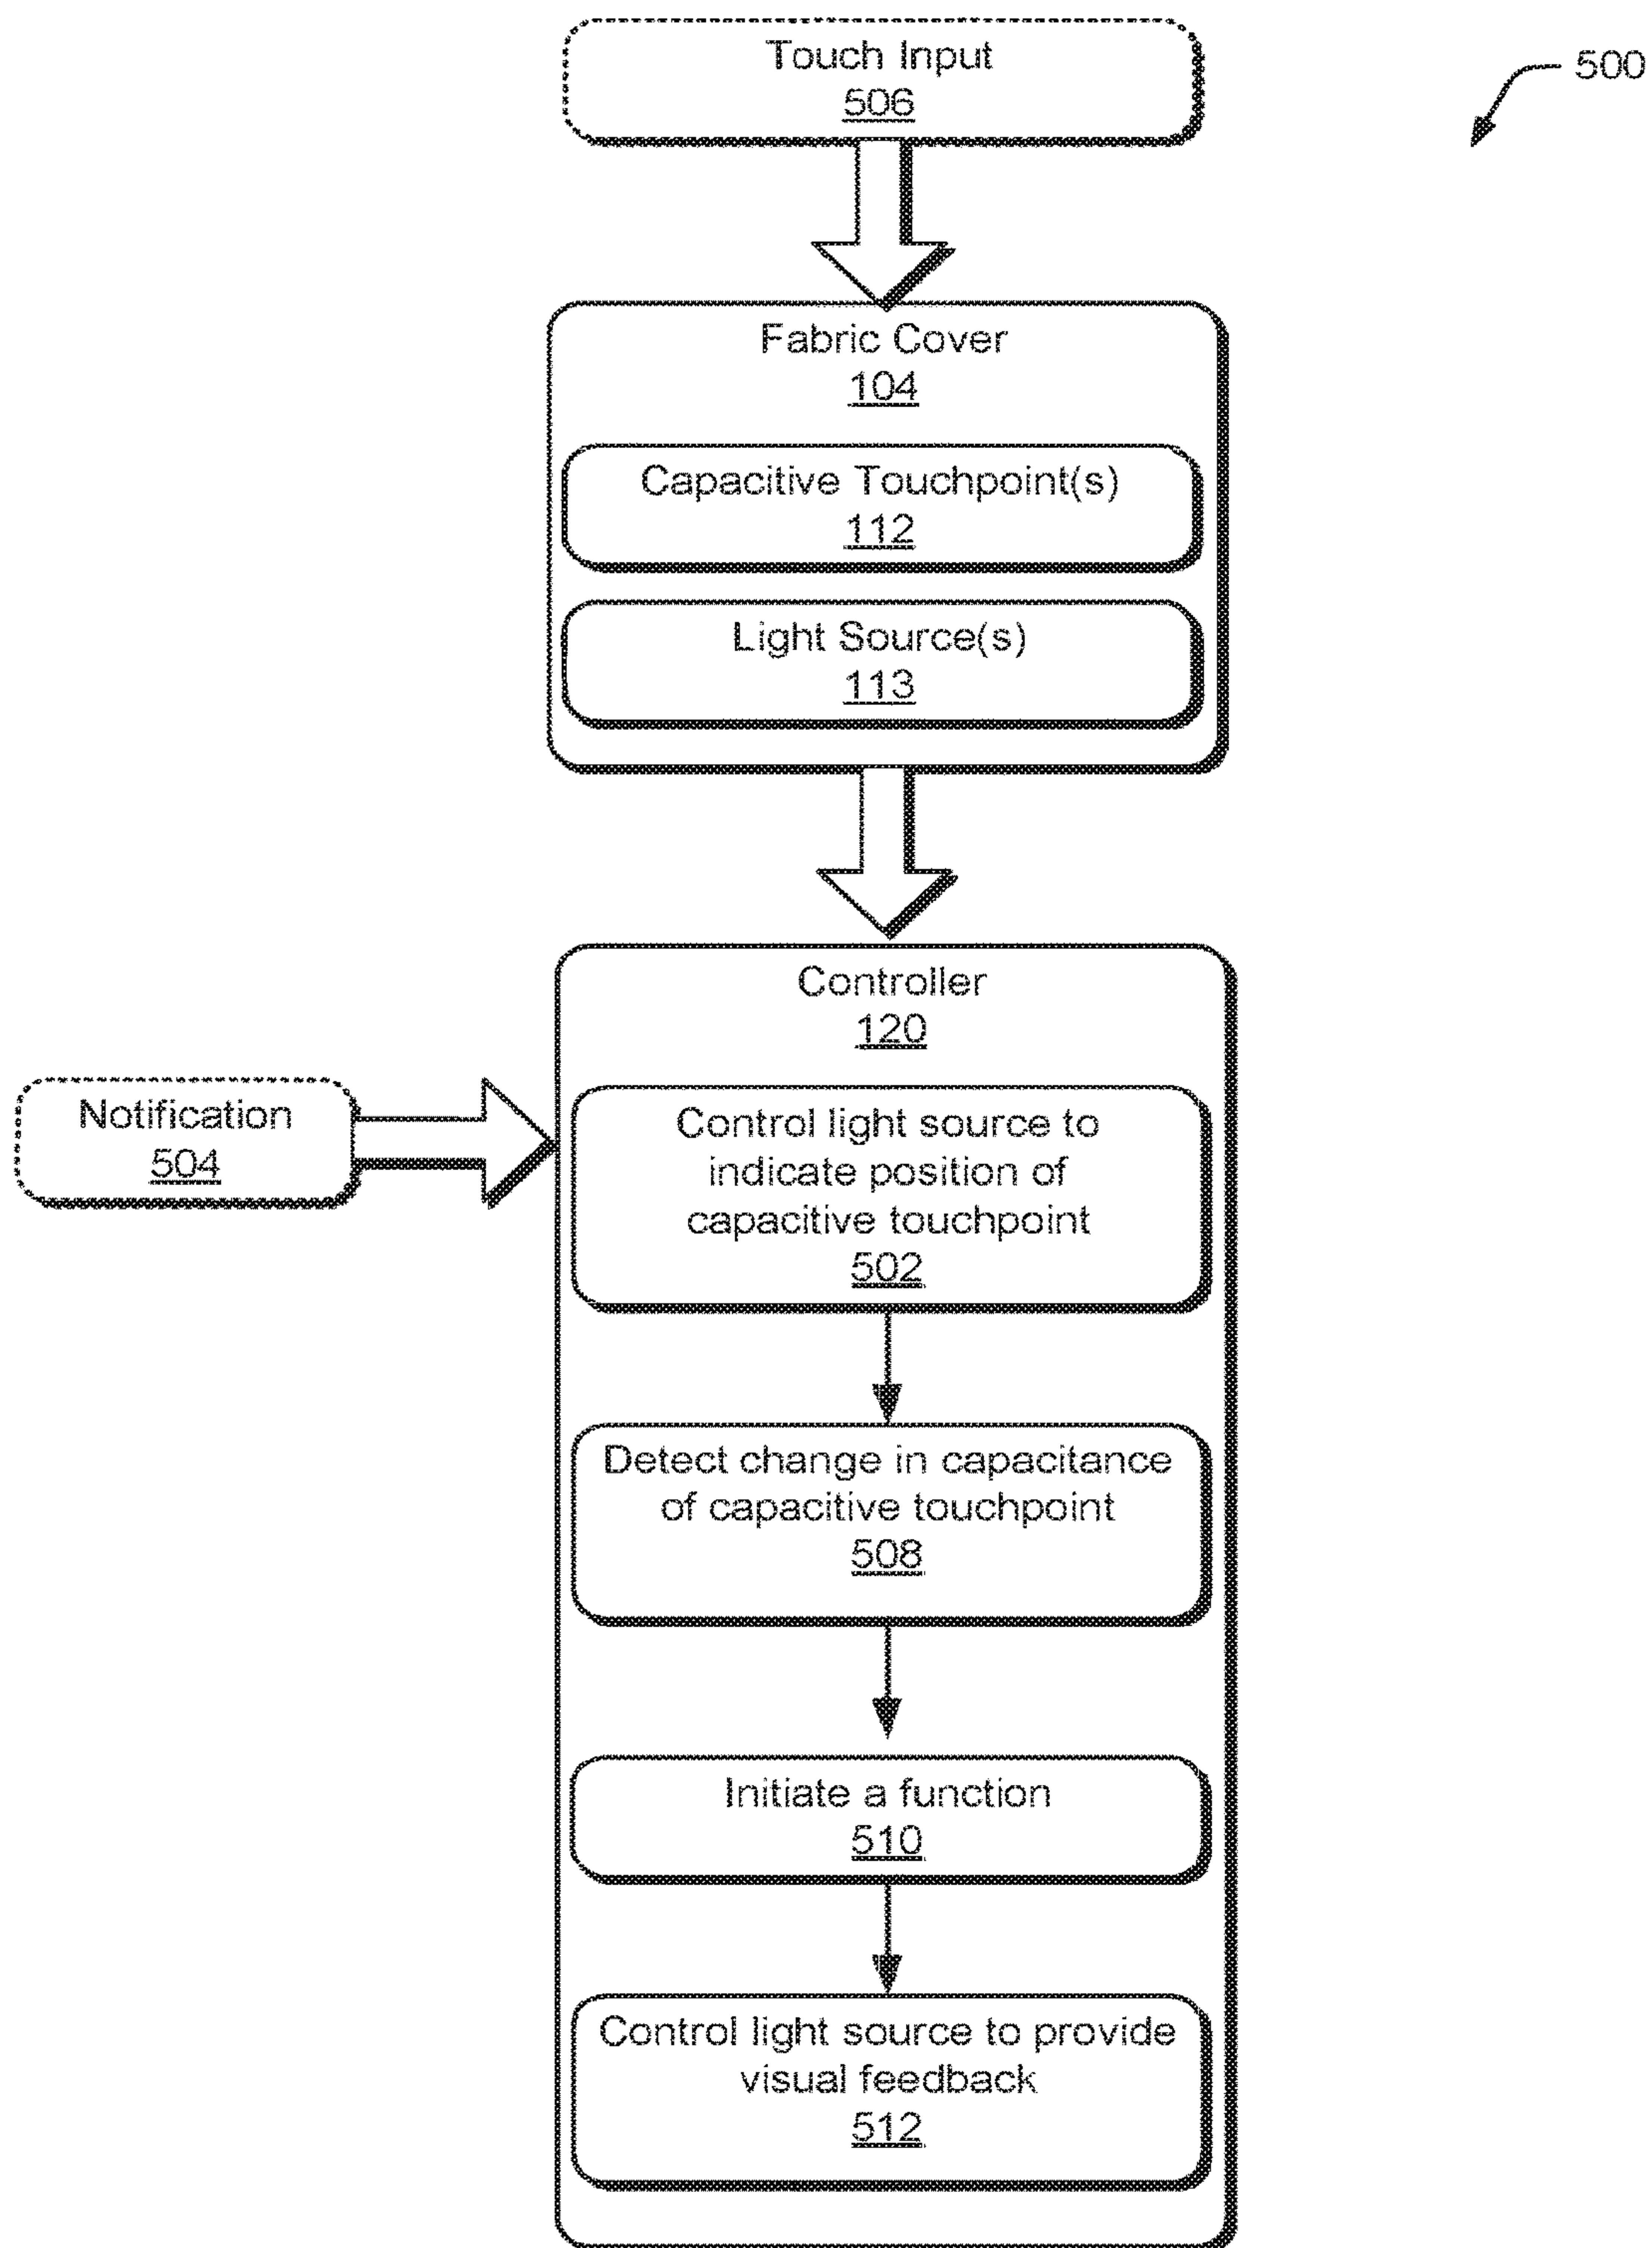 Touch Input
506
500
Fabric Cover
104
Capacitive Touchpoint(s)
112
Light Source(s)
113
Controller
120
Notification
504
Control light source to
indicate position of
capacitive touchpoint
502
Detect change in capacitance
of capacitive touchpoint
508
Initiate a function
510
Control light source to provide
visual feedback
512